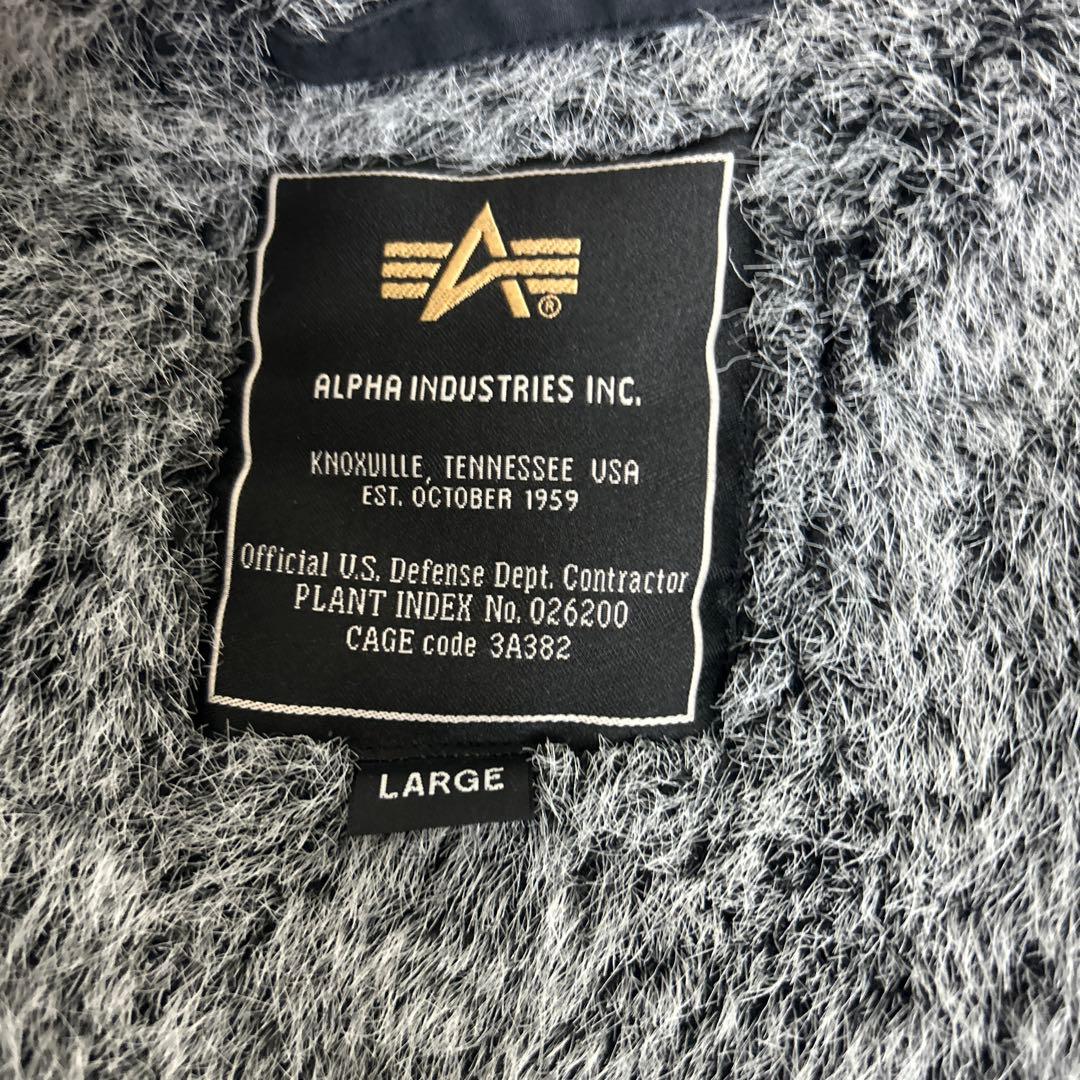 ®
ALPHA INDUSTRIES INC.
KNOXVILLE, TENNESSEE USA
EST. OCTOBER 1959
Official U.S. Defense Dept. Contractor
PLANT INDEX No. 026200
CAGE code 3A382
LARGE